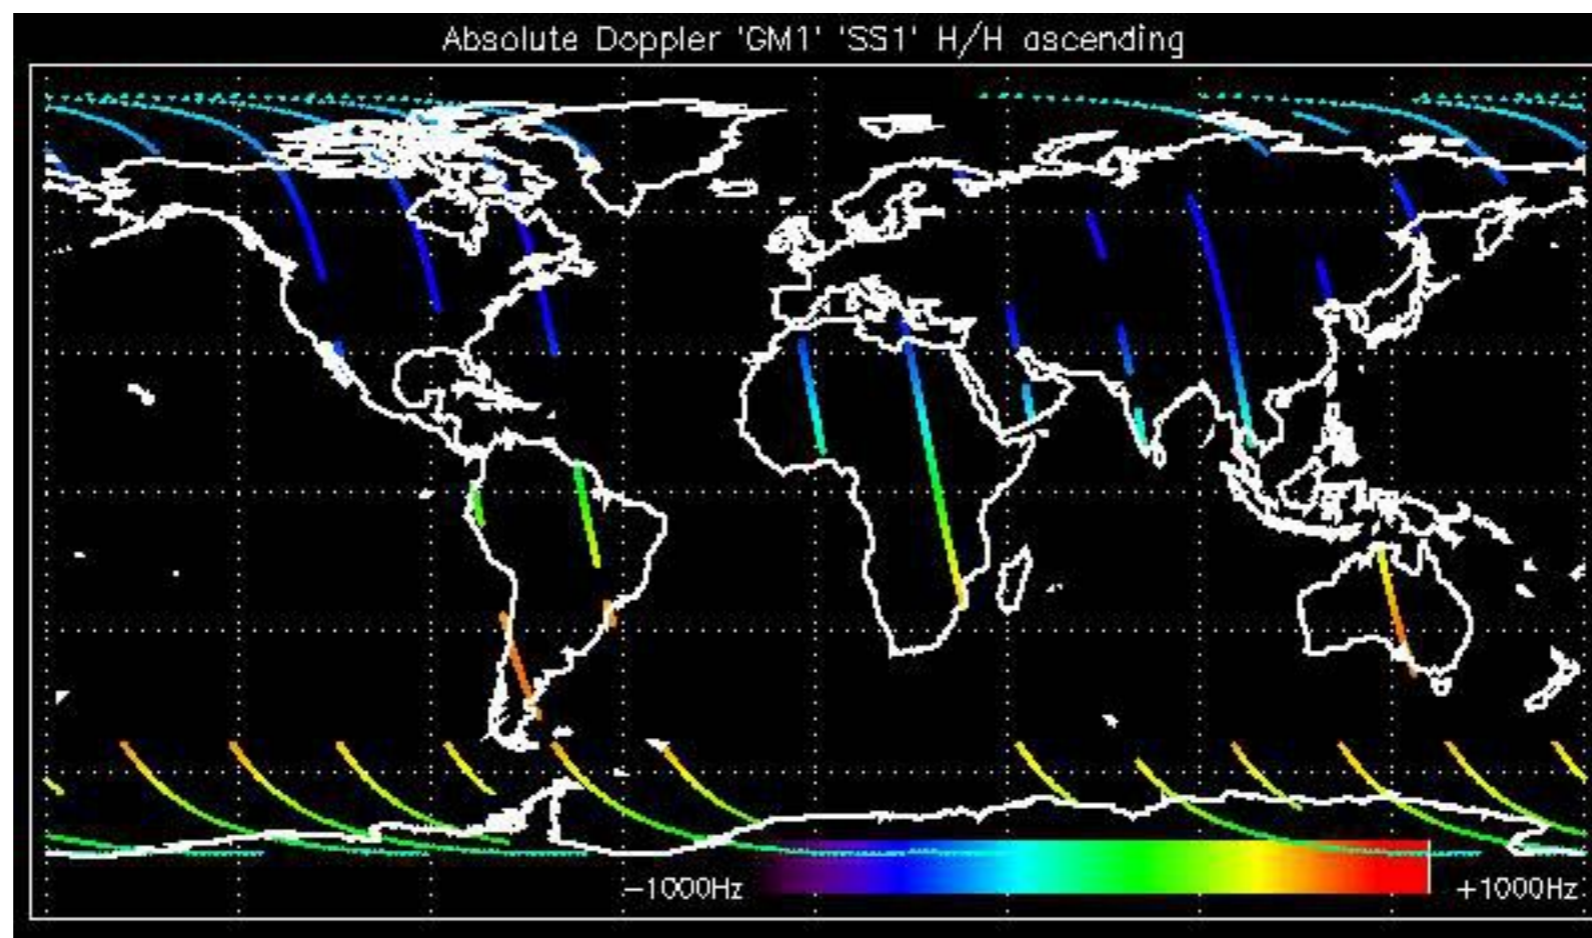 Absolute Doppler 'GM1' 'SS1' H/H ascending
−1000Hz
+1000Hz